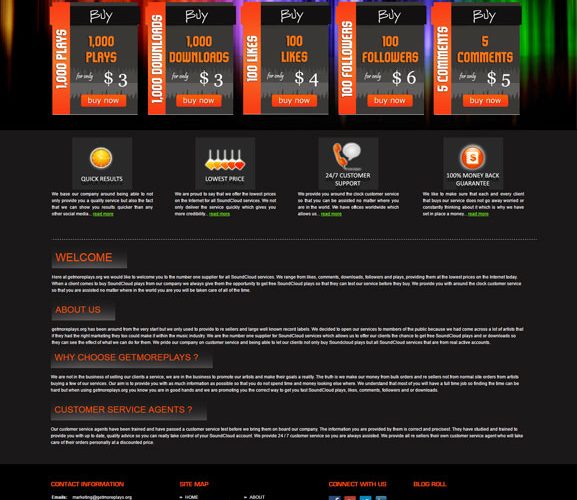 Buy Buy Buy Buy Buy
1,000 PLAYS
1,000 PLAYS
for only $ 3
buy now
1,000 DOWNLOADS
1,000 DOWNLOADS
for only $ 3
buy now
100 LIKES
100 LIKES
for only $ 4
buy now
100 FOLLOWERS
100 FOLLOWERS
for only $ 6
buy now
5 COMMENTS
5 COMMENTS
for only $ 5
buy now
QUICK RESULTS
We base our company around being able to not
only provide you a quality service but also the fact
that we can show you results quicker than any
other social media... read more
LOWEST PRICE
We are proud to say that we offer the lowest prices
on the Internet for all SoundCloud services. We not
only deliver the service quickly which gives you
more credibility... read more
24/7 CUSTOMER
SUPPORT
We provide you around the clock customer service
so that you can be assisted no matter where you
are in the world. We have offices worldwide which
allows us... read more
100% MONEY BACK
GUARANTEE
We like to make sure that each and every client
that buys our service does not go away worried or
constantly thinking about it which is why we have
set in place a money... read more
WELCOME
Here at getmoreplays.org we would like to welcome you to the number one supplier for all SoundCloud services. We range from likes, comments, downloads, followers and plays, providing them at the lowest prices on the Internet today.
When a client comes to buy SoundCloud plays from our company we always give them the opportunity to get free SoundCloud plays so that they can test our service before they buy. We provide you with around the clock customer service
so that you are assisted no matter where in the world you are you will be taken care of all of the time.
ABOUT US
getmoreplays.org has been around from the very start but we only used to provide to re sellers and large well known record labels. We decided to open our services to members of the public because we had come across a lot of artists that
if they had the right marketing they too could make it within the music industry. We are the number one supplier for SoundCloud services which allows us to offer our clients the chance to get free SoundCloud plays and or downloads so
they can see the effect of what we can do for them. We pride our company on customer service and being able to let our clients not only buy SoundCloud plays but all SoundCloud services that are from real active accounts.
WHY CHOOSE GETMOREPLAYS ?
We are not in the business of selling our clients a service, we are in the business to promote our artists and make their goals a reality. The truth is we make our money from bulk orders and re sellers not from normal site orders from artists
buying a few of our services. Our aim is to provide you with as much information as possible so that you do not spend time and money looking else where. We understand that most of you will have a full time job so finding the time can be
hard but when using getmoreplays.org you know you are in good hands and we are promoting you the correct way to get you fast SoundCloud plays, likes, comments, followers and or downloads.
CUSTOMER SERVICE AGENTS ?
Our customer service agents have been trained and have passed a customer service test before we bring them on board our company. The information you are provided by them is correct and precised. They have studied and trained to
provide you with up to date, quality advice so you can really take control of your SoundCloud account. We provide 24 / 7 customer service so you are always assisted. We provide all re sellers their own customer service agent who will take
care of their orders personally at a discounted price.
CONTACT INFORMATION
Emails: marketing@getmoreplays.org
SITE MAP
HOME
ABOUT
CONNECT WITH US
BLOG ROLL